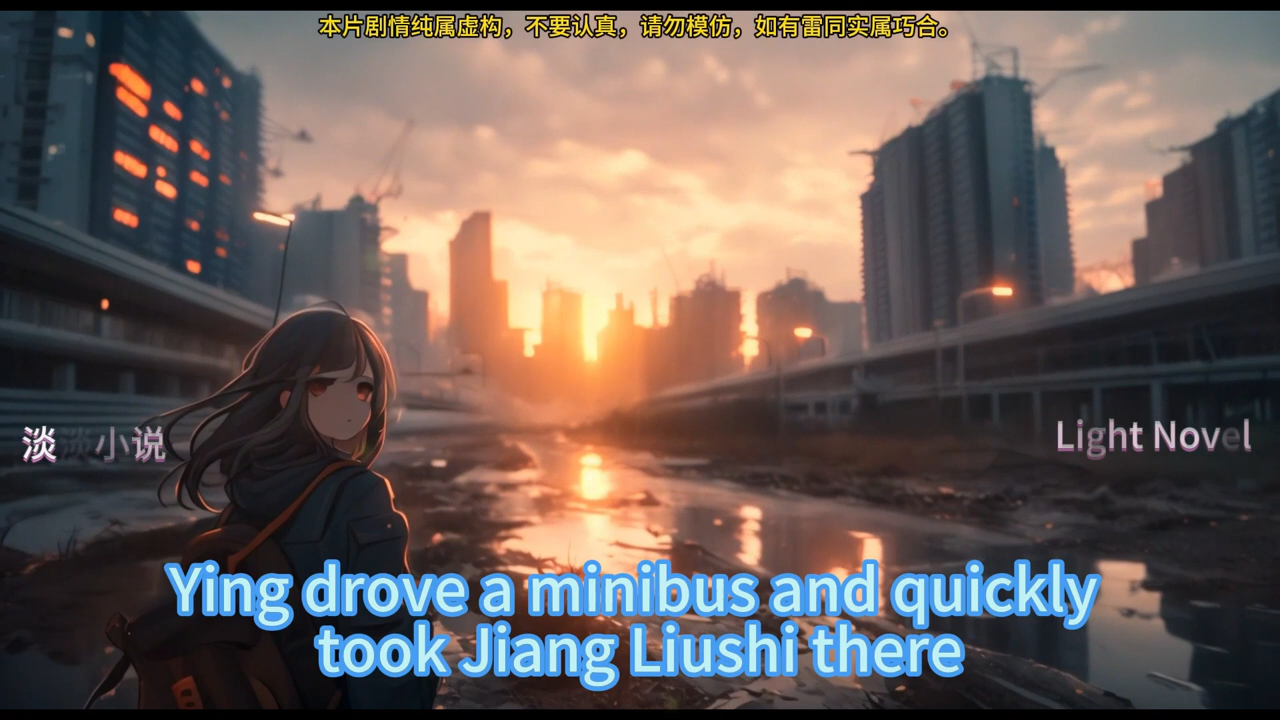 本片剧情纯属虚构，不要认真，请勿模仿，如有雷同实属巧合。
淡淡小说
Light Novel
Ying drove a minibus and quickly
took Jiang Liushi there